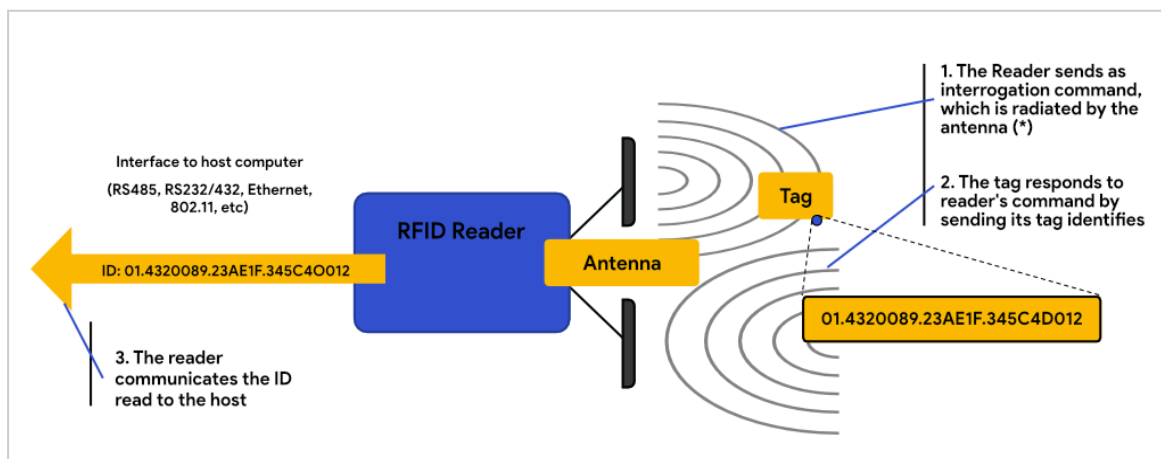 Interface to host computer
(RS485, RS232/432, Ethernet,
802.11, etc)
ID: 01.4320089.23AE1F.345C4O012
3. The reader
communicates the ID
read to the host
RFID Reader
Antenna
Tag
1. The Reader sends as
interrogation command,
which is radiated by the
antenna (*)
2. The tag responds to
reader's command by
sending its tag identifies
01.4320089.23AE1F.345C4D012